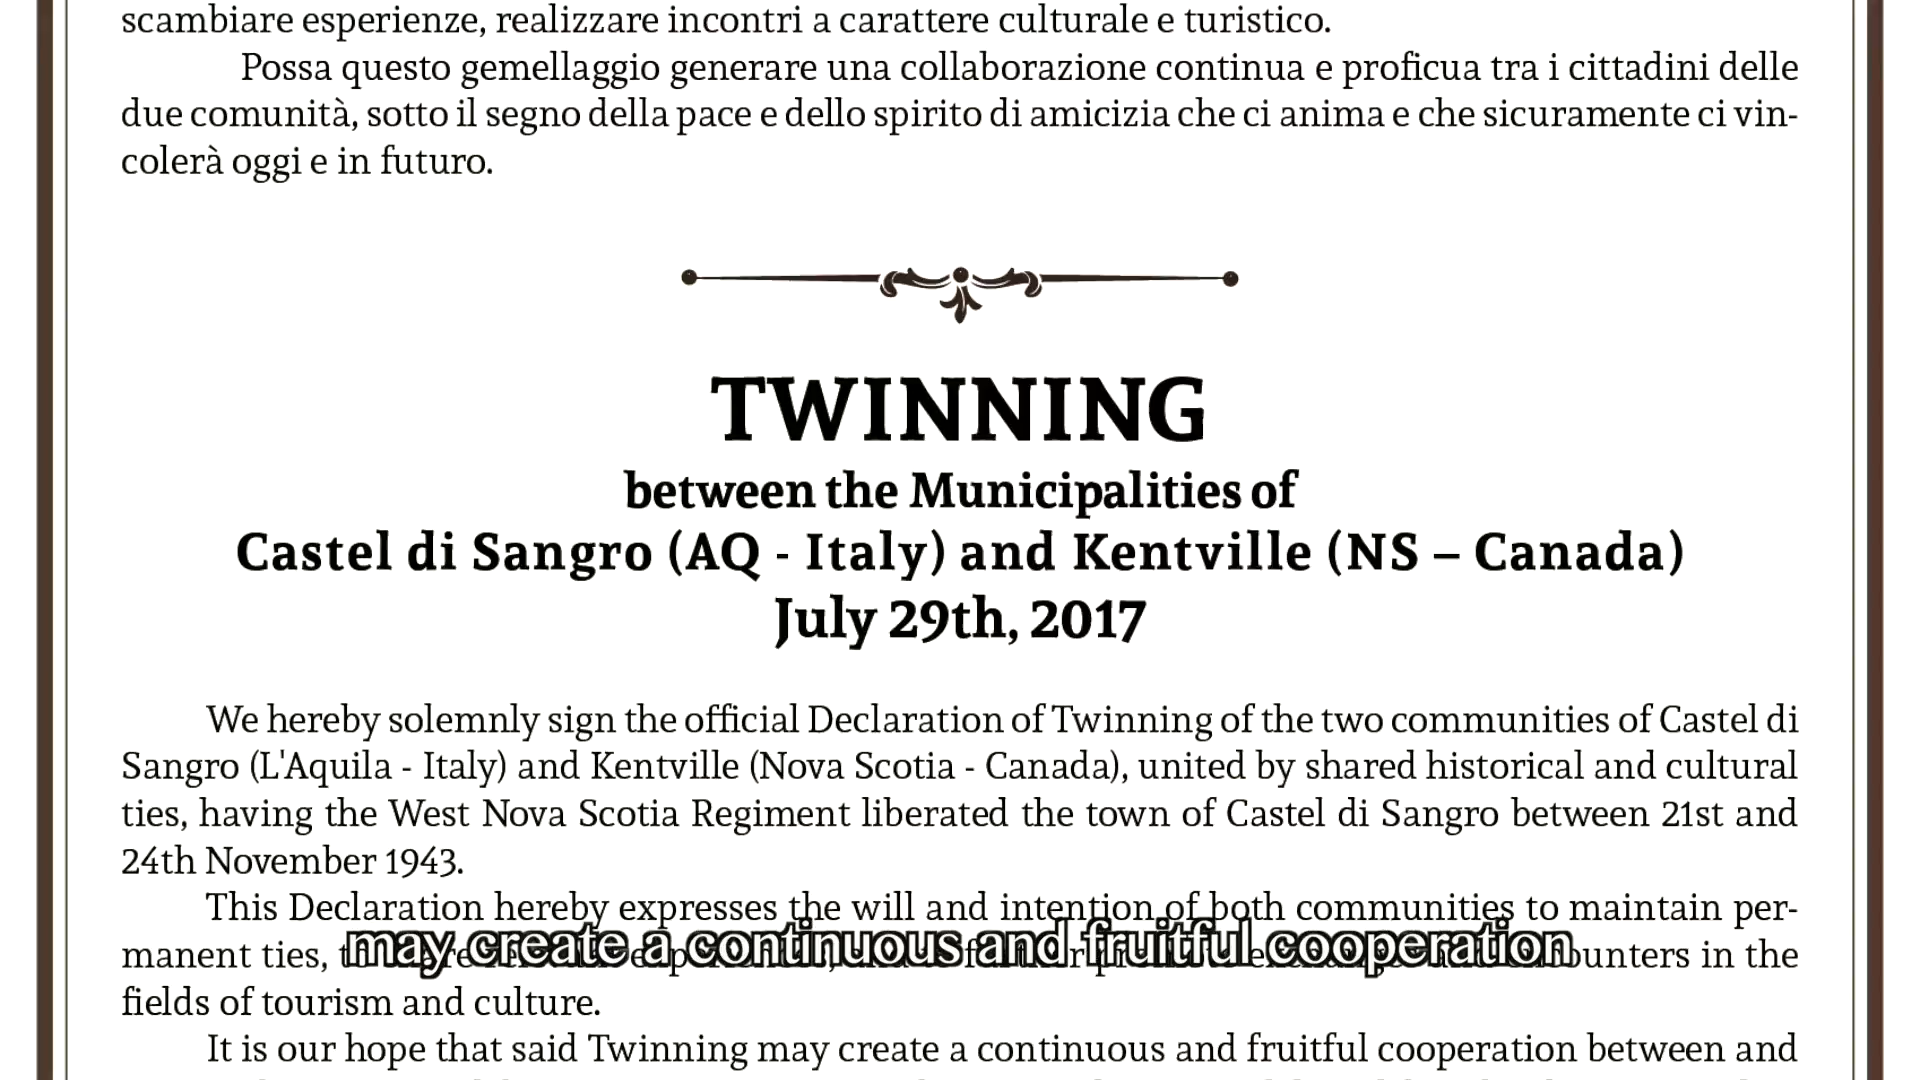 scambiare esperienze, realizzare incontri a carattere culturale e turistico.
Possa questo gemellaggio generare una collaborazione continua e proficua tra i cittadini delle
due comunità, sotto il segno della pace e dello spirito di amicizia che ci anima e che sicuramente ci vin-
colerà oggi e in futuro.
TWINNING
between the Municipalities of
Castel di Sangro (AQ - Italy) and Kentville (NS – Canada)
July 29th, 2017
We hereby solemnly sign the official Declaration of Twinning of the two communities of Castel di
Sangro (L'Aquila - Italy) and Kentville (Nova Scotia - Canada), united by shared historical and cultural
ties, having the West Nova Scotia Regiment liberated the town of Castel di Sangro between 21st and
24th November 1943.
This Declaration hereby expresses the will and intention of both communities to maintain per-
manent ties, in the
may create a continuous and fruitful cooperation
fields of tourism and culture.
It is our hope that said Twinning may create a continuous and fruitful cooperation between and